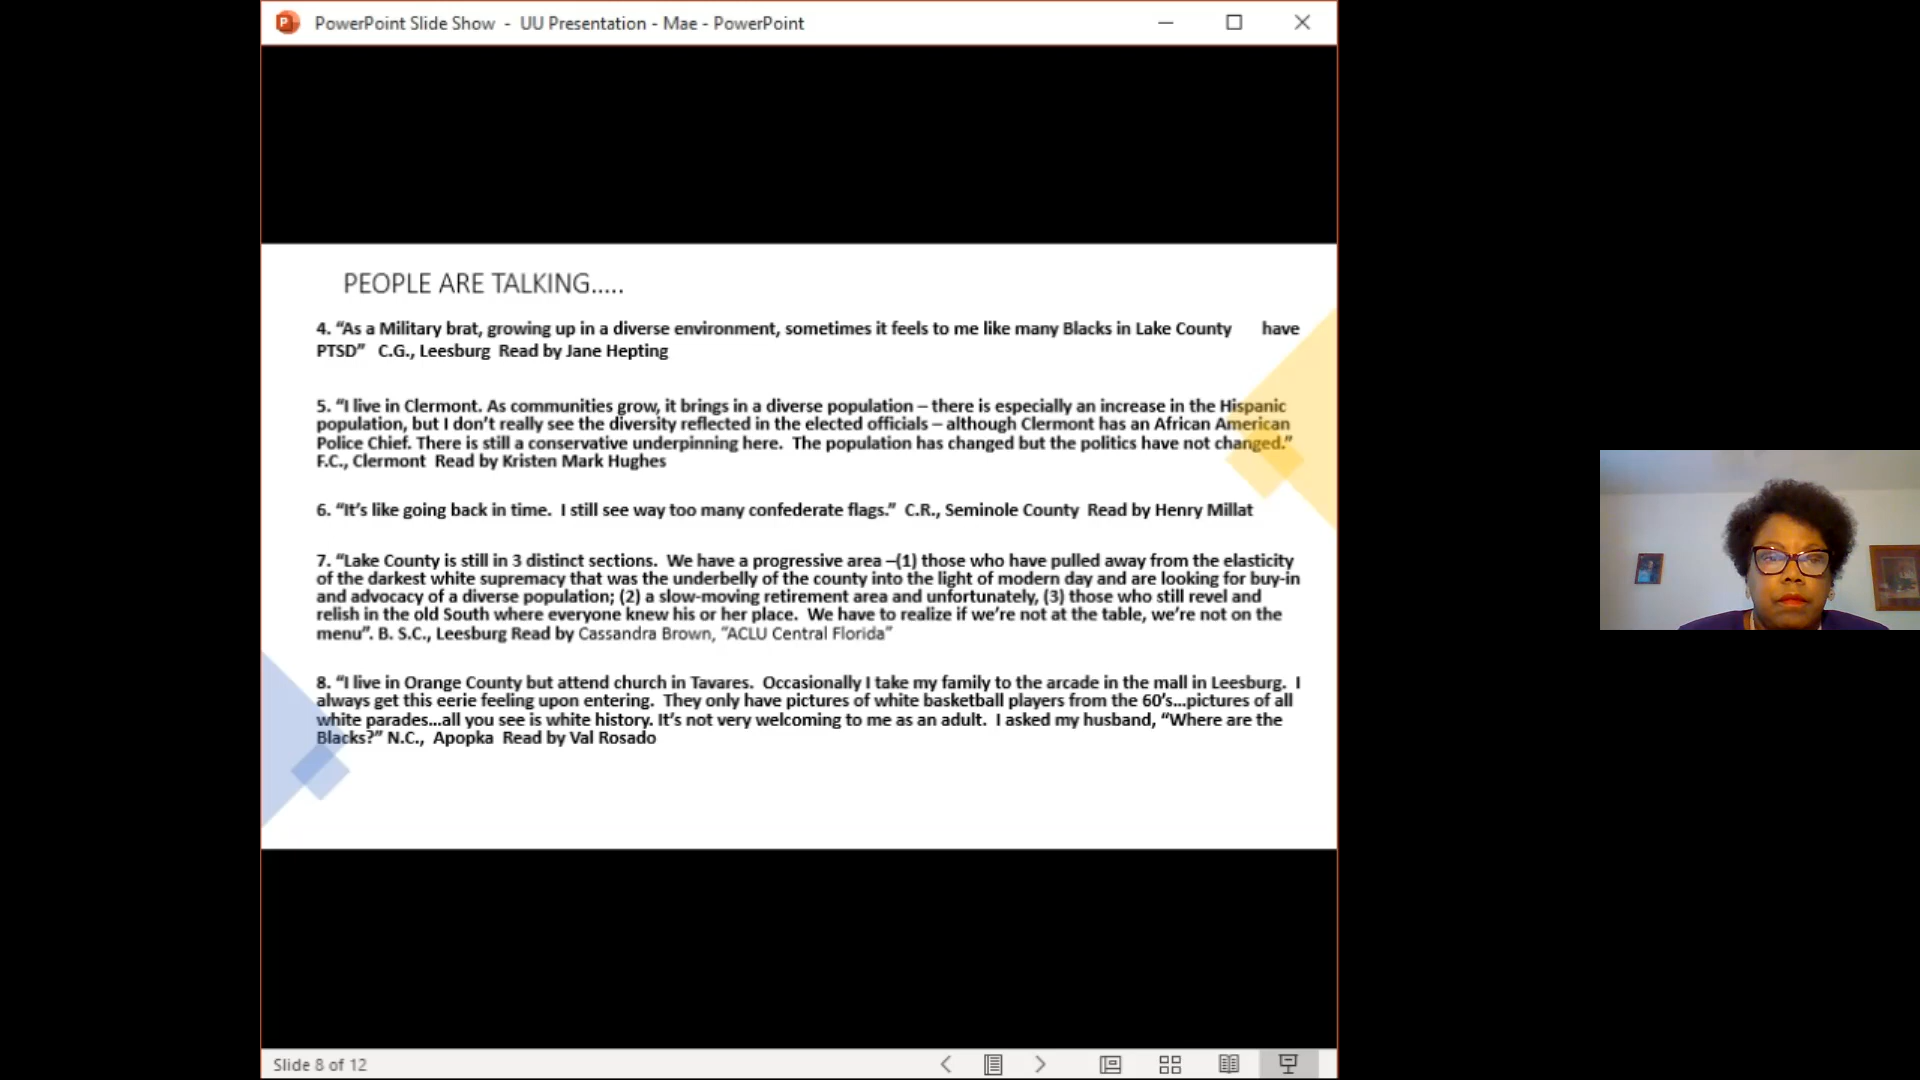 PowerPoint Slide Show - UU Presentation - Mae - PowerPoint
PEOPLE ARE TALKING.....
4. “As a Military brat, growing up in a diverse environment, sometimes it feels to me like many Blacks in Lake County have
PTSD” C.G., Leesburg Read by Jane Hepting
5. “I live in Clermont. As communities grow, it brings in a diverse population – there is especially an increase in the Hispanic
population, but I don’t really see the diversity reflected in the elected officials – although Clermont has an African American
Police Chief. There is still a conservative underpinning here. The population has changed but the politics have not changed.”
F.C., Clermont Read by Kristen Mark Hughes
6. “It’s like going back in time. I still see way too many confederate flags.” C.R., Seminole County Read by Henry Millat
7. “Lake County is still in 3 distinct sections. We have a progressive area –(1) those who have pulled away from the elasticity
of the darkest white supremacy that was the underbelly of the county into the light of modern day and are looking for buy-in
and advocacy of a diverse population; (2) a slow-moving retirement area and unfortunately, (3) those who still revel and
relish in the old South where everyone knew his or her place. We have to realize if we’re not at the table, we’re not on the
menu”. B. S.C., Leesburg Read by Cassandra Brown, “ACLU Central Florida”
8. “I live in Orange County but attend church in Tavares. Occasionally I take my family to the arcade in the mall in Leesburg. I
always get this eerie feeling upon entering. They only have pictures of white basketball players from the 60’s...pictures of all
white parades...all you see is white history. It’s not very welcoming to me as an adult. I asked my husband, “Where are the
Blacks?” N.C., Apopka Read by Val Rosado
Slide 8 of 12